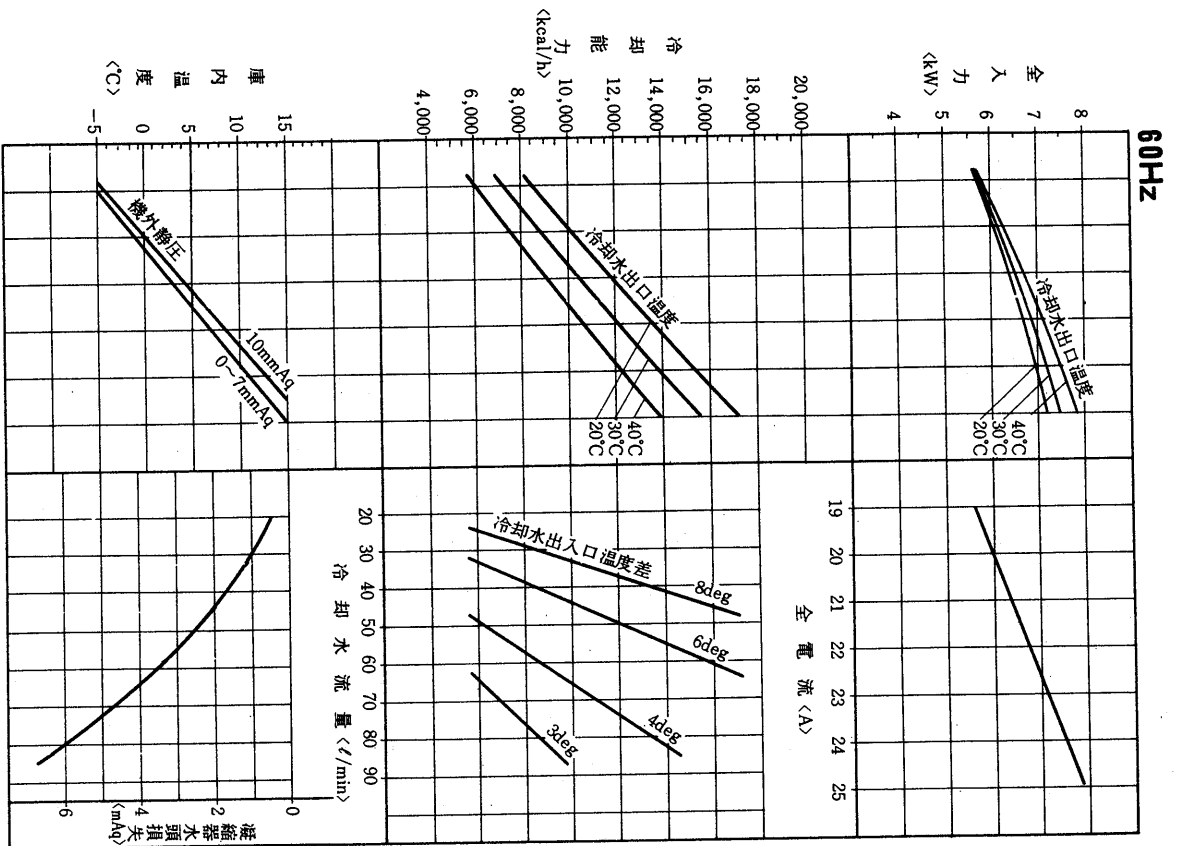 60Hz
全入力
〈kW〉
8
7
6
5
4
冷却水出口温度
40℃
30℃
20℃
冷却能力
〈kcal/h〉
20,000
18,000
16,000
14,000
12,000
10,000
8,000
6,000
4,000
冷却水出口温度
40℃
30℃
20℃
庫内温度
〈℃〉
15
10
5
0
-5
機外静圧
10mmAq
0~7mmAq
19
20
21
22
23
24
25
全電流〈A〉
冷却水出入口温度差
8deg
6deg
4deg
3deg
20
30
40
50
60
70
80
90
冷却水流量〈ℓ/min〉
0
2
4
6
凝縮器水頭損失
〈mAq〉